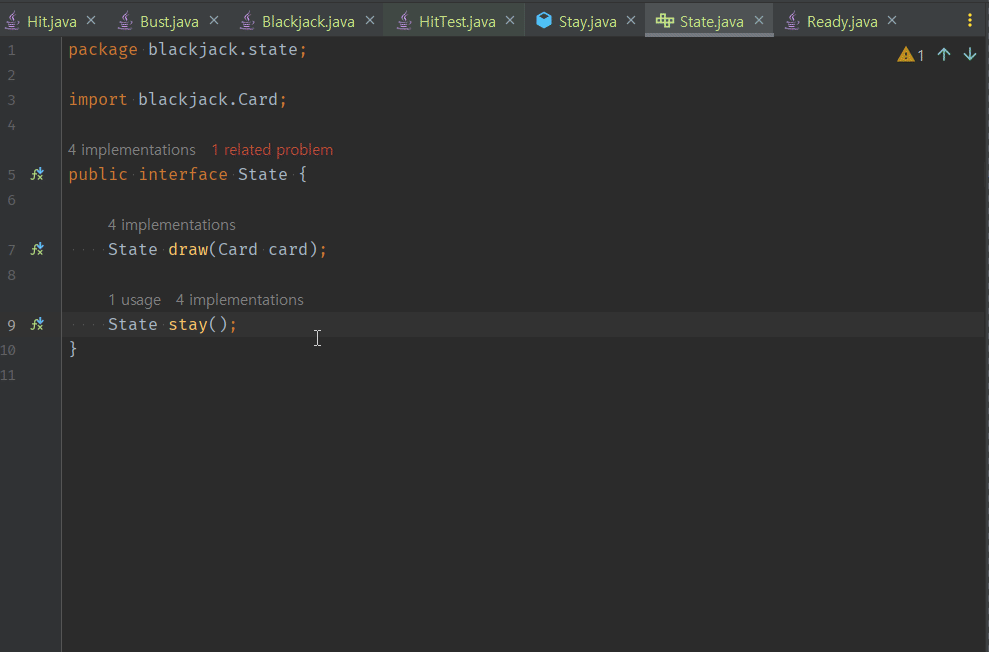 Hit.java Bust.java Blackjack.java HitTest.java Stay.java State.java Ready.java
1 package blackjack.state; 1
2
3 import blackjack.Card;
4
4 implementations 1 related problem
5 public interface State {
6
4 implementations
7 State draw(Card card);
8
1 usage 4 implementations
9 State stay();
10 }
11